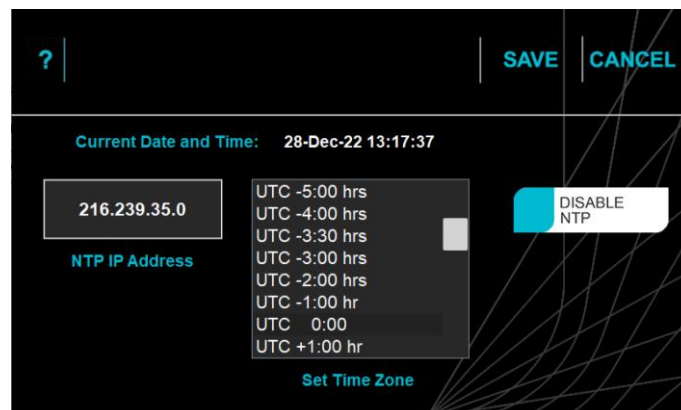 ?
SAVE
CANCEL
Current Date and Time: 28-Dec-22 13:17:37
216.239.35.0
NTP IP Address
UTC -5:00 hrs
UTC -4:00 hrs
UTC -3:30 hrs
UTC -3:00 hrs
UTC -2:00 hrs
UTC -1:00 hr
UTC 0:00
UTC +1:00 hr
Set Time Zone
DISABLE
NTP